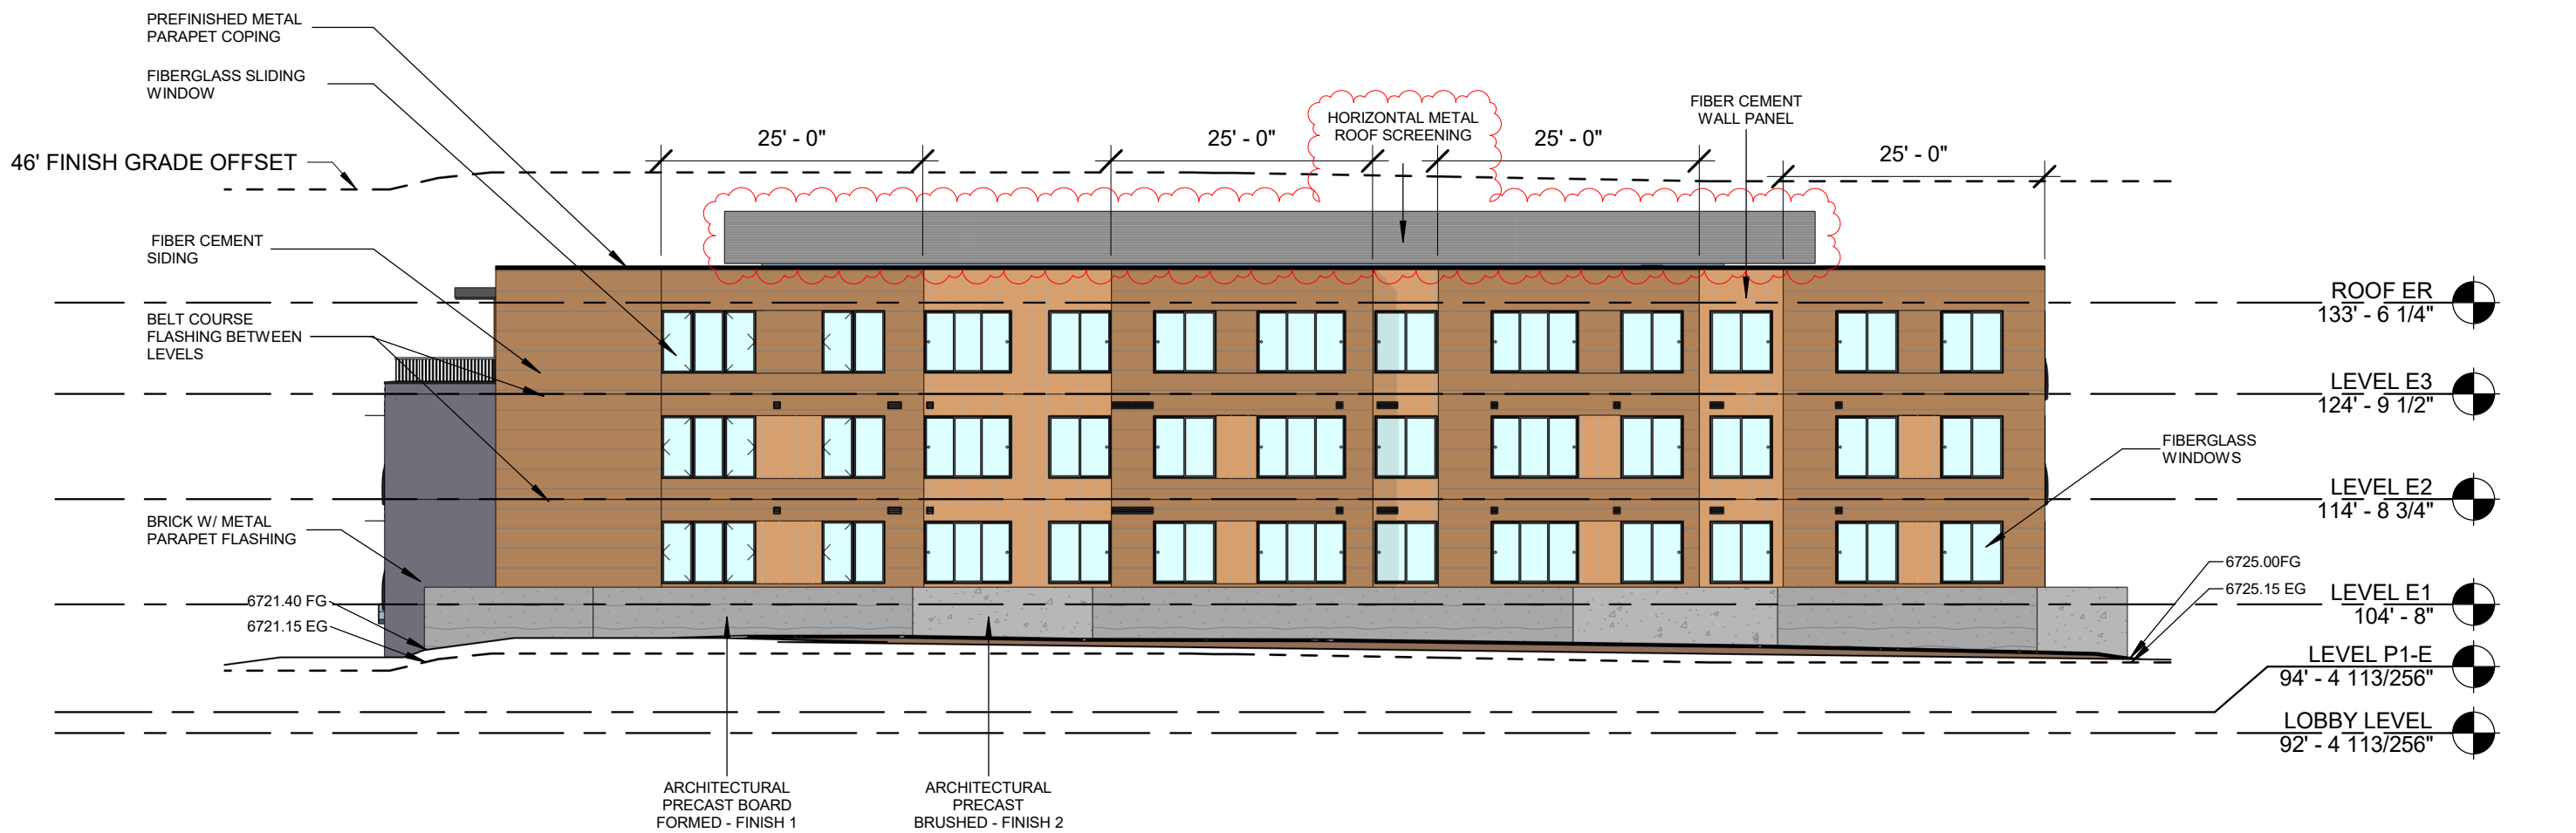 PREFINISHED METAL
PARAPET COPING
FIBERGLASS SLIDING
WINDOW
46' FINISH GRADE OFFSET
25' - 0"
25' - 0"
HORIZONTAL METAL
ROOF SCREENING
25' - 0"
FIBER CEMENT
WALL PANEL
25' - 0"
FIBER CEMENT
SIDING
BELT COURSE
FLASHING BETWEEN
LEVELS
BRICK W/ METAL
PARAPET FLASHING
6721.40 FG
6721.15 EG
ROOF ER
133' - 6 1/4"
LEVEL E3
124' - 9 1/2"
FIBERGLASS
WINDOWS
LEVEL E2
114' - 8 3/4"
6725.00FG
6725.15 EG
LEVEL E1
104' - 8"
LEVEL P1-E
94' - 4 113/256"
LOBBY LEVEL
92' - 4 113/256"
ARCHITECTURAL
PRECAST BOARD
FORMED - FINISH 1
ARCHITECTURAL
PRECAST
BRUSHED - FINISH 2